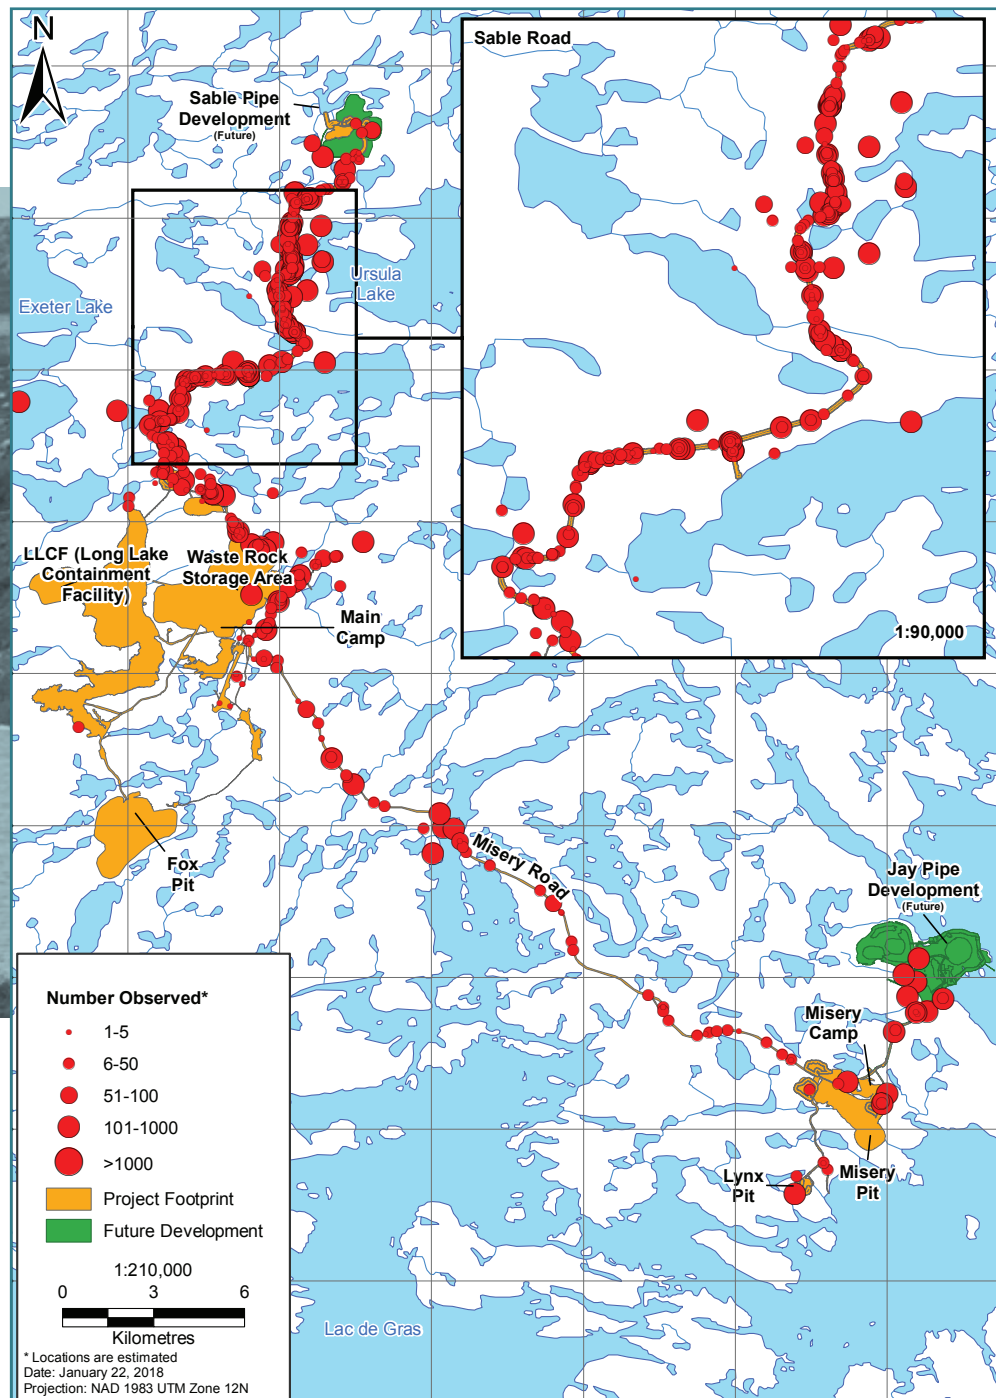 N
Sable Road
Sable Pipe
Development
(Future)
Ursula
Lake
Exeter Lake
LLCF (Long Lake
Containment
Facility)
Waste Rock
Storage Area
Main
Camp
1:90,000
Fox
Pit
Misery Road
Jay Pipe
Development
(Future)
Misery
Camp
Lynx
Pit
Misery
Pit
Number Observed*
1-5
6-50
51-100
101-1000
>1000
Project Footprint
Future Development
1:210,000
0 3 6
Kilometres
* Locations are estimated
Date: January 22, 2018
Projection: NAD 1983 UTM Zone 12N
Lac de Gras